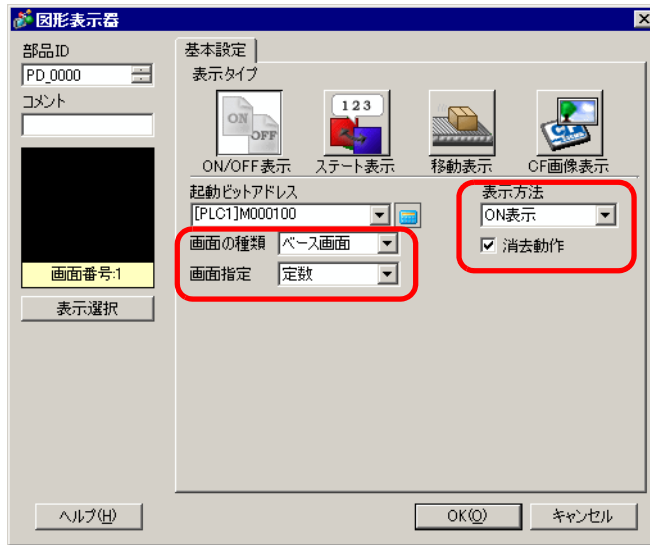 図形表示器
部品ID
PD_0000
コメント
画面番号:1
表示選択
基本設定
表示タイプ
ON
OFF
ON/OFF表示
1 2 3
ステート表示
移動表示
CF画像表示
起動ビットアドレス
[PLC1]M000100
画面の種類 ベース画面
画面指定 定数
表示方法
ON表示
消去動作
ヘルプ(H)
OK(O)
キャンセル